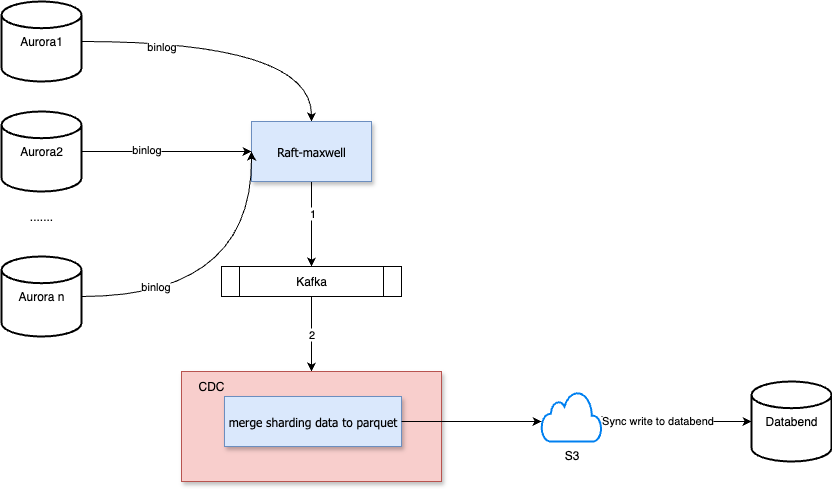 Aurora1
binlog
Aurora2
binlog
Raft-maxwell
.......
1
Aurora n
binlog
Kafka
2
CDC
merge sharding data to parquet
Sync write to databend
Databend
S3